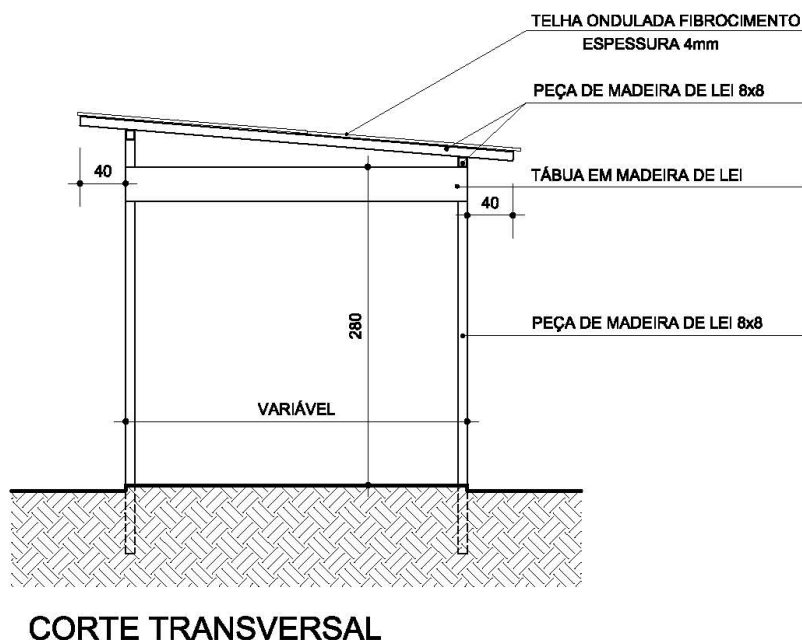 TELHA ONDULADA FIBROCIMENTO
ESPESSURA 4mm
PEÇA DE MADEIRA DE LEI 8x8
40
TÁBUA EM MADEIRA DE LEI
40
280
PEÇA DE MADEIRA DE LEI 8x8
VARIÁVEL
CORTE TRANSVERSAL